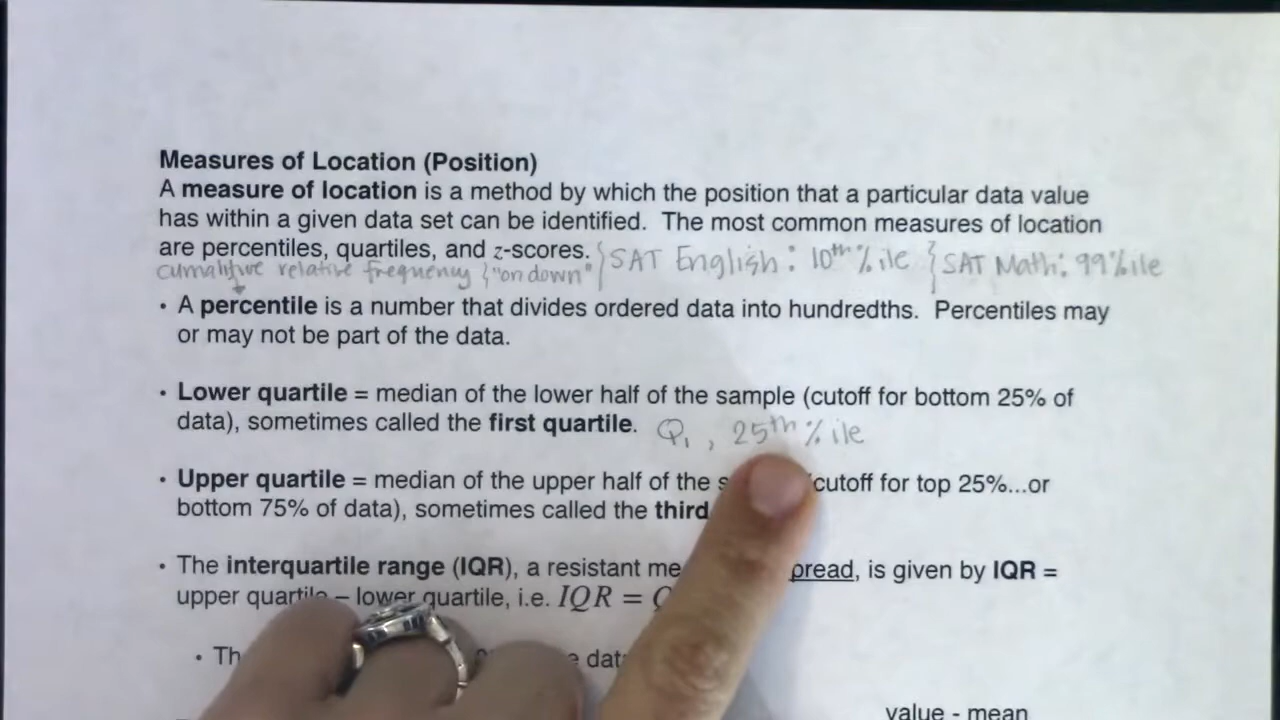 Measures of Location (Position)
A measure of location is a method by which the position that a particular data value
has within a given data set can be identified. The most common measures of location
are percentiles, quartiles, and z-scores. } SAT English: 10th %ile } SAT Math: 99%ile
relative frequency } "on down"
• A percentile is a number that divides ordered data into hundredths. Percentiles may
or may not be part of the data.
• Lower quartile = median of the lower half of the sample (cutoff for bottom 25% of
data), sometimes called the first quartile. Q1, 25th %ile
• Upper quartile = median of the upper half of the cutoff for top 25%...or
bottom 75% of data), sometimes called the third
• The interquartile range (IQR), a resistant pread, is given by IQR =
upper quartile – lower quartile, i.e. IQR =
value - mean